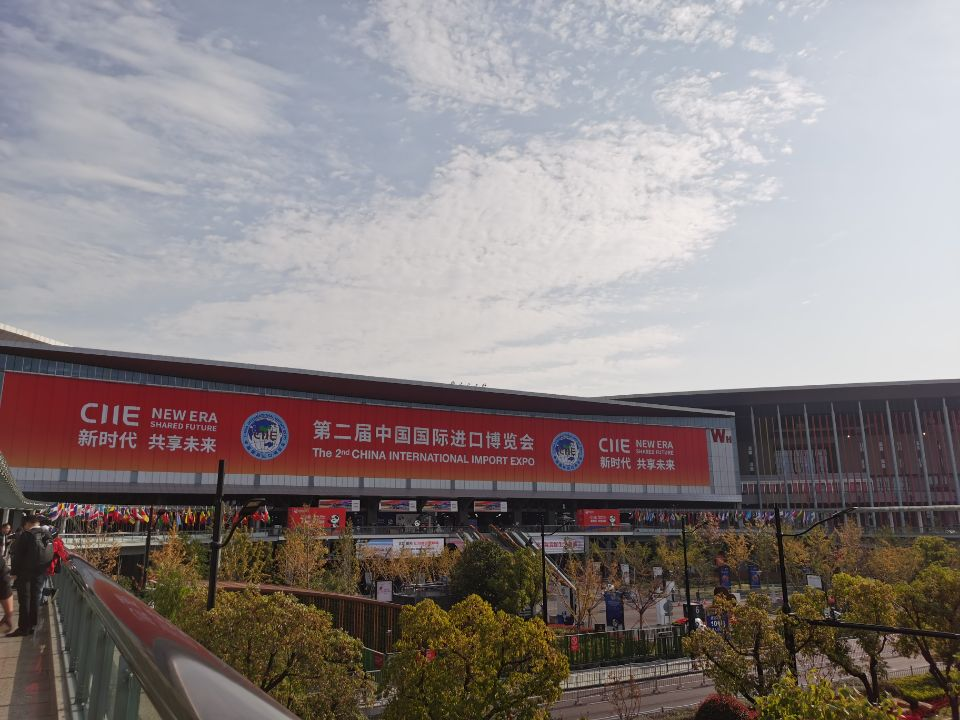 CIIE
NEW ERA
SHARED FUTURE
新时代 共享未来
第二届中国国际进口博览会
The 2nd CHINA INTERNATIONAL IMPORT EXPO
CIIE
NEW ERA
SHARED FUTURE
新时代 共享未来
WH